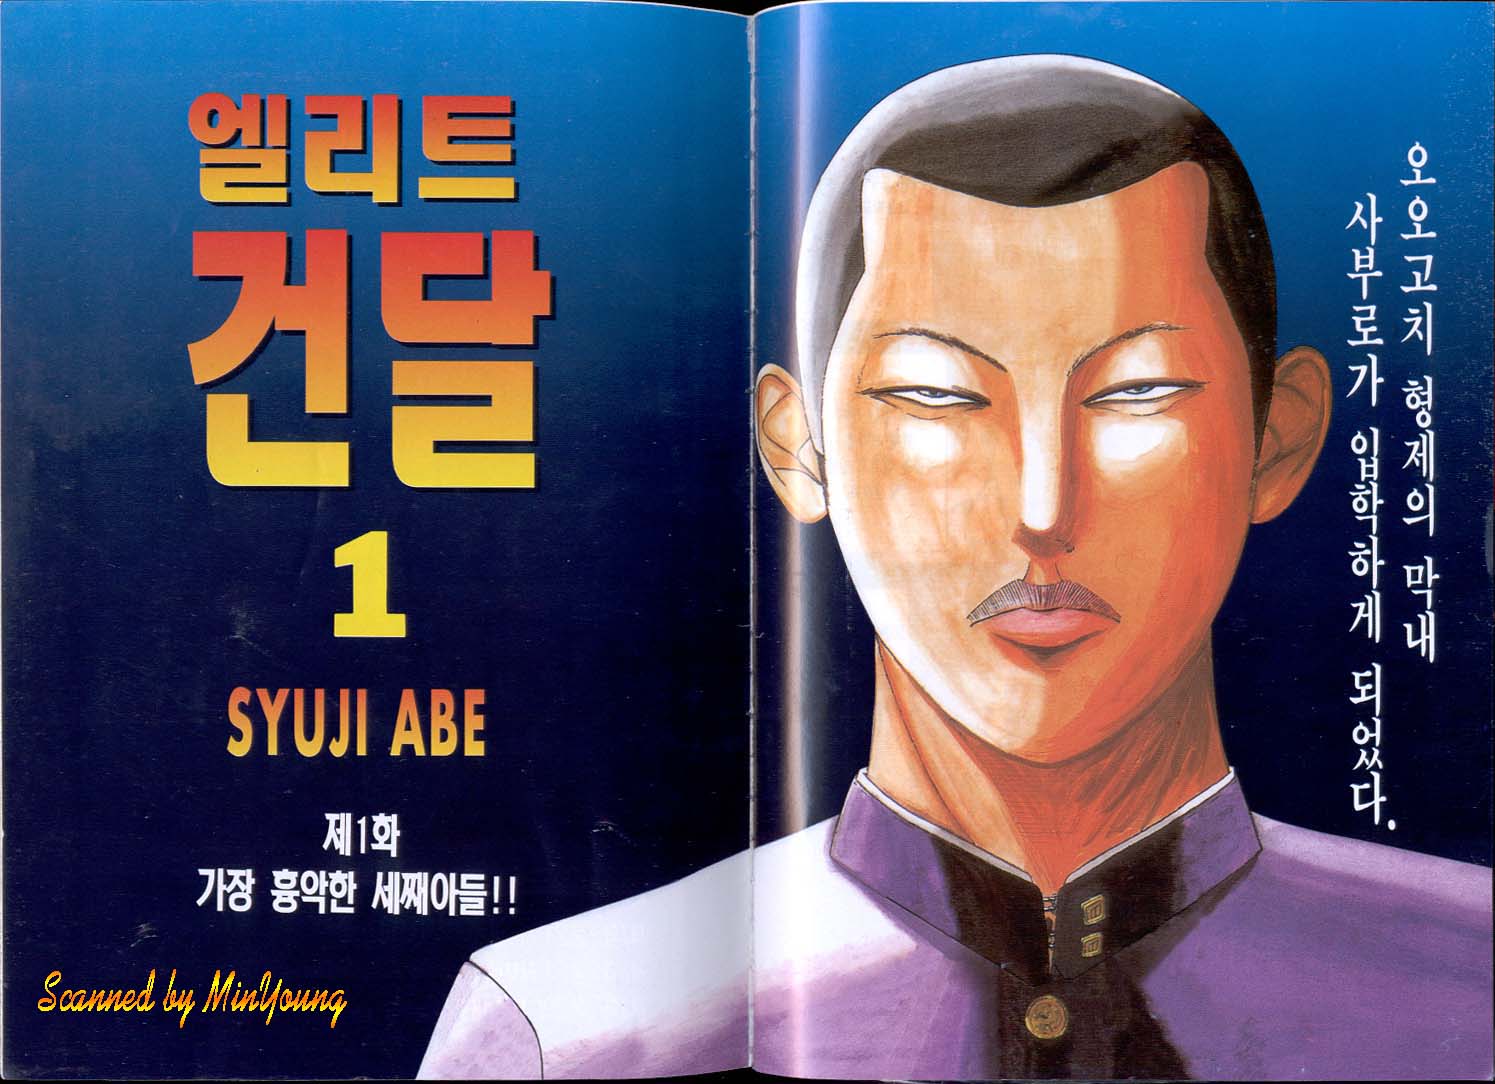 엘리트
건달
1
SYUJI ABE
제1화
가장 흉악한 세째아들!!
Scanned by MinYoung
오오고치 형제의 막내
사부로가 입학하게 되었다.